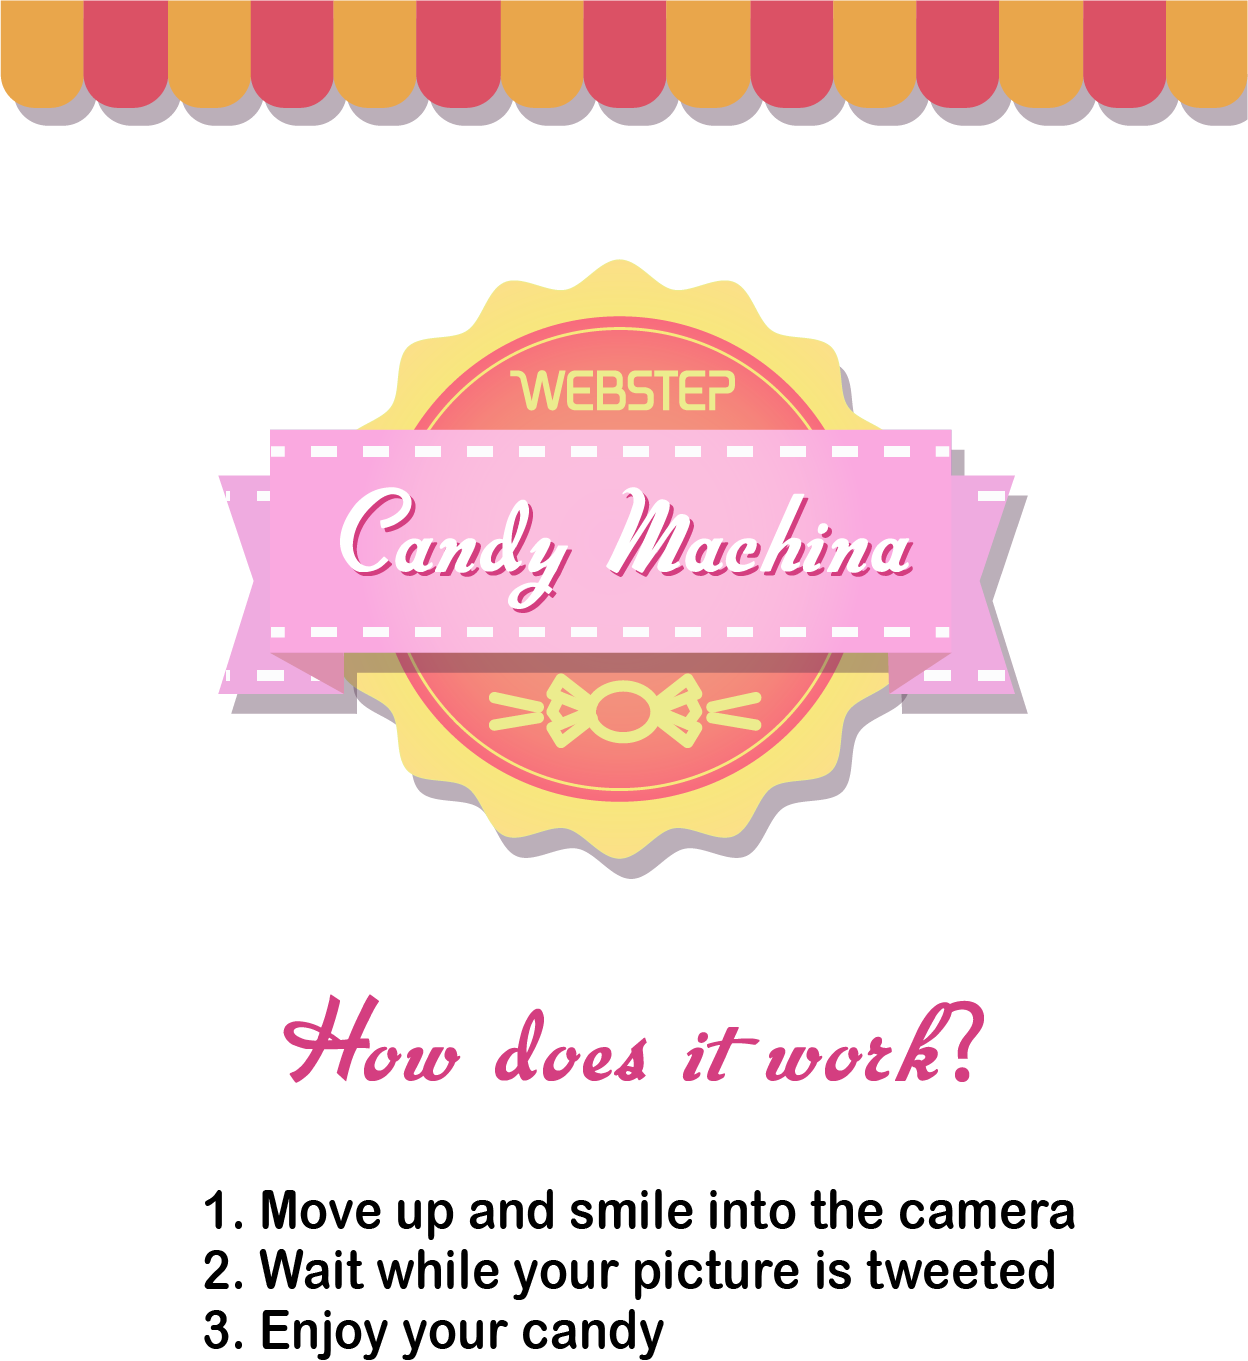 WEBSTEP
Candy Machina
How does it work?
1. Move up and smile into the camera
2. Wait while your picture is tweeted
3. Enjoy your candy